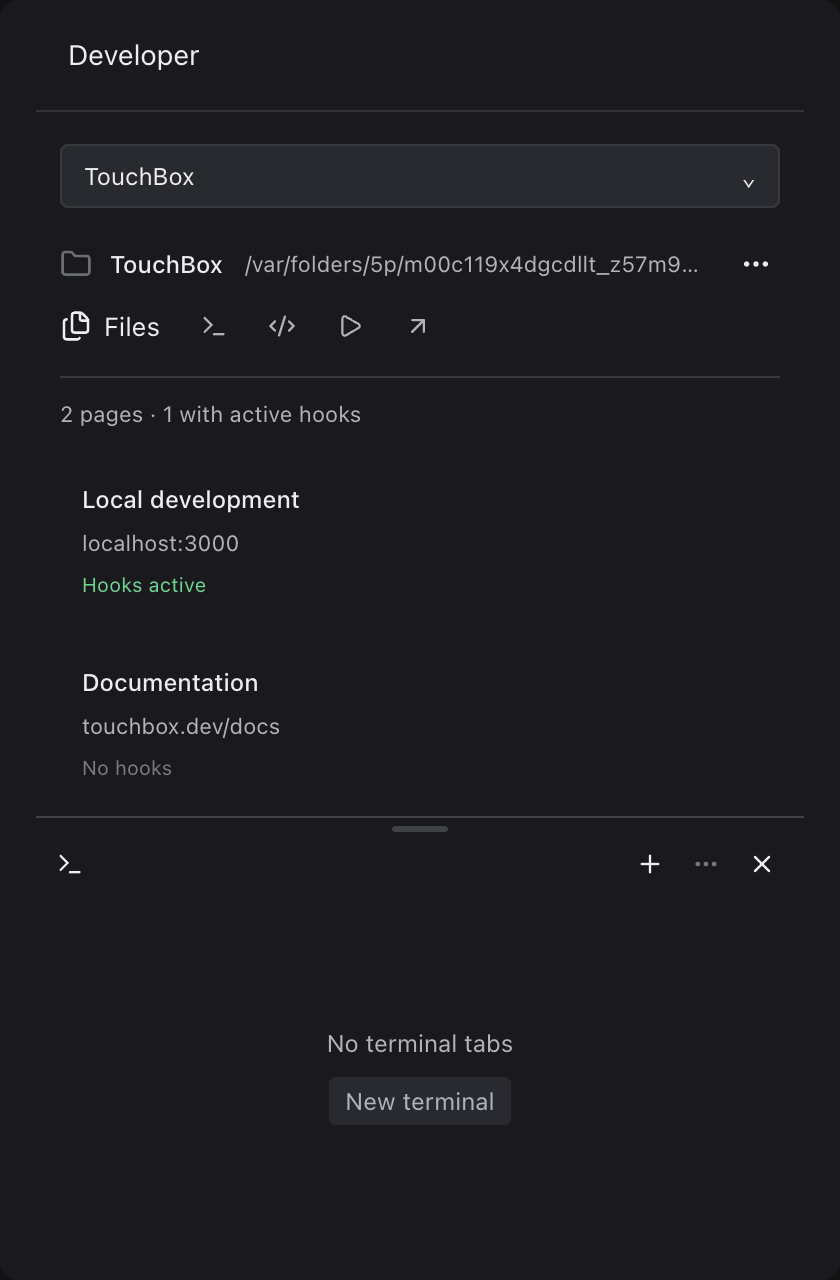 Developer
TouchBox
TouchBox /var/folders/5p/m00c119x4dgcdllt_z57m9...
Files
2 pages · 1 with active hooks
Local development
localhost:3000
Hooks active
Documentation
touchbox.dev/docs
No hooks
No terminal tabs
New terminal